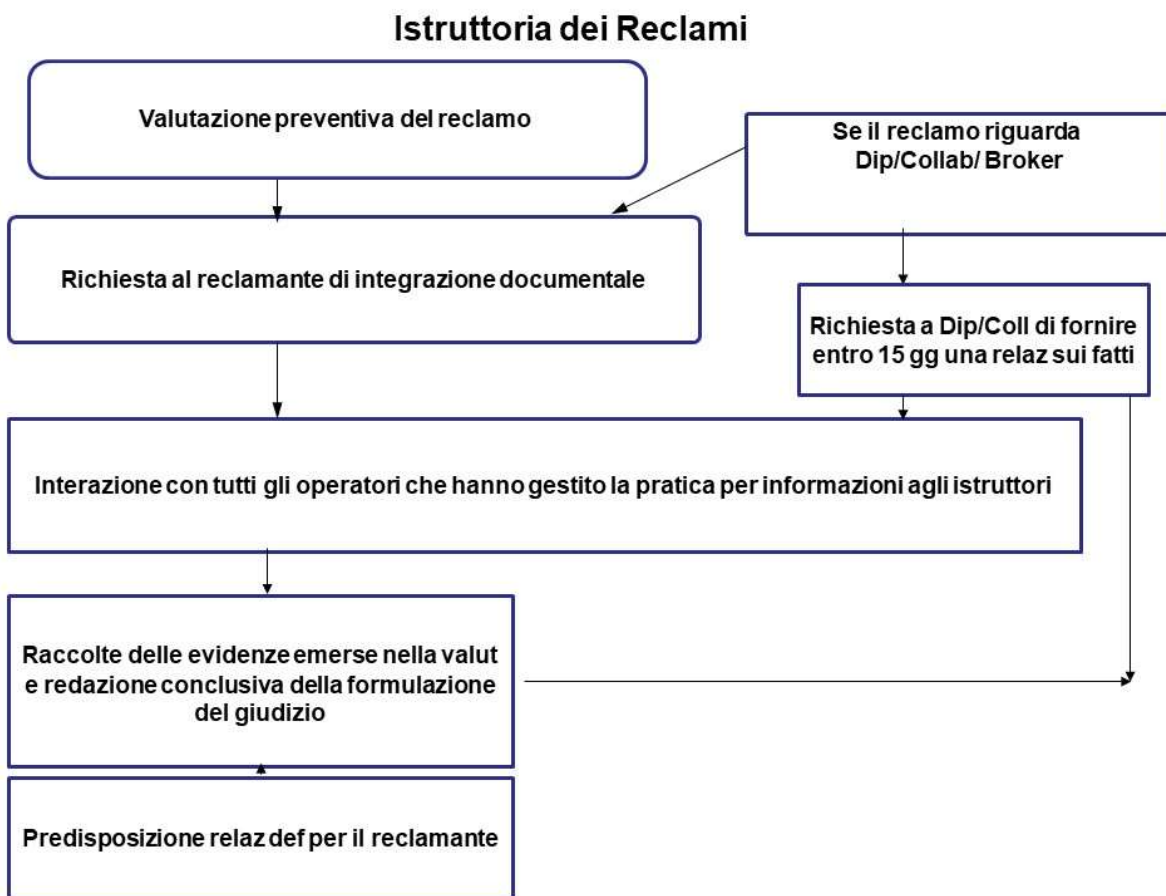 Istruttoria dei Reclami
Valutazione preventiva del reclamo
Se il reclamo riguarda
Dip/Collab/ Broker
Richiesta al reclamante di integrazione documentale
Richiesta a Dip/Coll di fornire
entro 15 gg una relaz sui fatti
Interazione con tutti gli operatori che hanno gestito la pratica per informazioni agli istruttori
Raccolte delle evidenze emerse nella valut
e redazione conclusiva della formulazione
del giudizio
Predisposizione relaz def per il reclamante